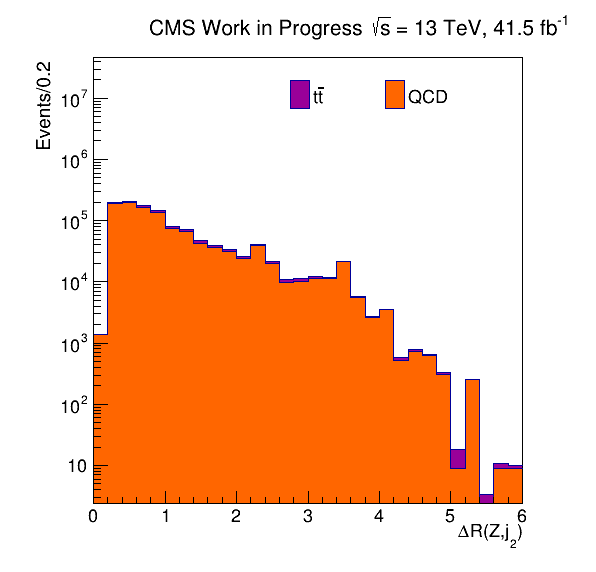 CMS Work in Progress √s = 13 TeV, 41.5 fb⁻¹
Events/0.2
tt̄ QCD
10⁷
10⁶
10⁵
10⁴
10³
10²
10
0 1 2 3 4 5 6
ΔR(Z,j₂)